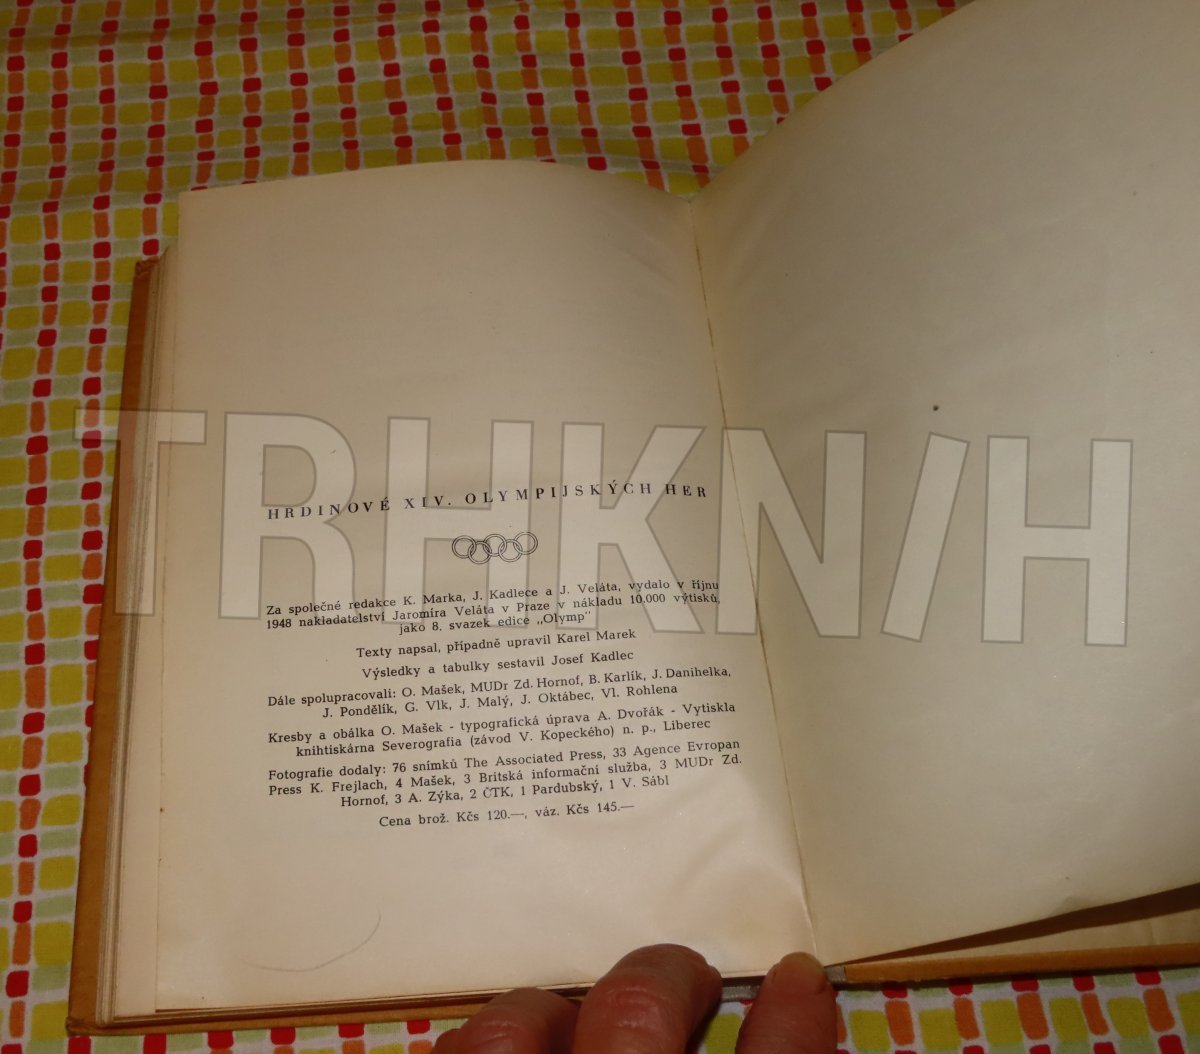 HRDINOVÉ XIV. OLYMPIJSKÝCH HER
Za společné redakce K. Marka, J. Kadlece a J. Veláta, vydalo v říjnu
1948 nakladatelství Jaromíra Veláta v Praze v nákladu 10.000 výtisků,
jako 8. svazek edice „Olymp"
Texty napsal, případně upravil Karel Marek
Výsledky a tabulky sestavil Josef Kadlec
Dále spolupracovali: O. Mašek, MUDr Zd. Hornof, B. Karlík, J. Danihelka,
J. Pondělík, G. Vlk, J. Malý, J. Oktábec, Vl. Rohlena
Kresby a obálka O. Mašek - typografická úprava A. Dvořák - Vytiskla
knihtiskárna Severografia (závod V. Kopeckého) n. p., Liberec
Fotografie dodaly: 76 snímků The Associated Press, 33 Agence Evropan
Press K. Frejlach, 4 Mašek, 3 Britská informační služba, 3 MUDr Zd.
Hornof, 3 A. Zýka, 2 ČTK, 1 Pardubský, 1 V. Sábl
Cena brož. Kčs 120.—, váz. Kčs 145.—
TRHKN/H